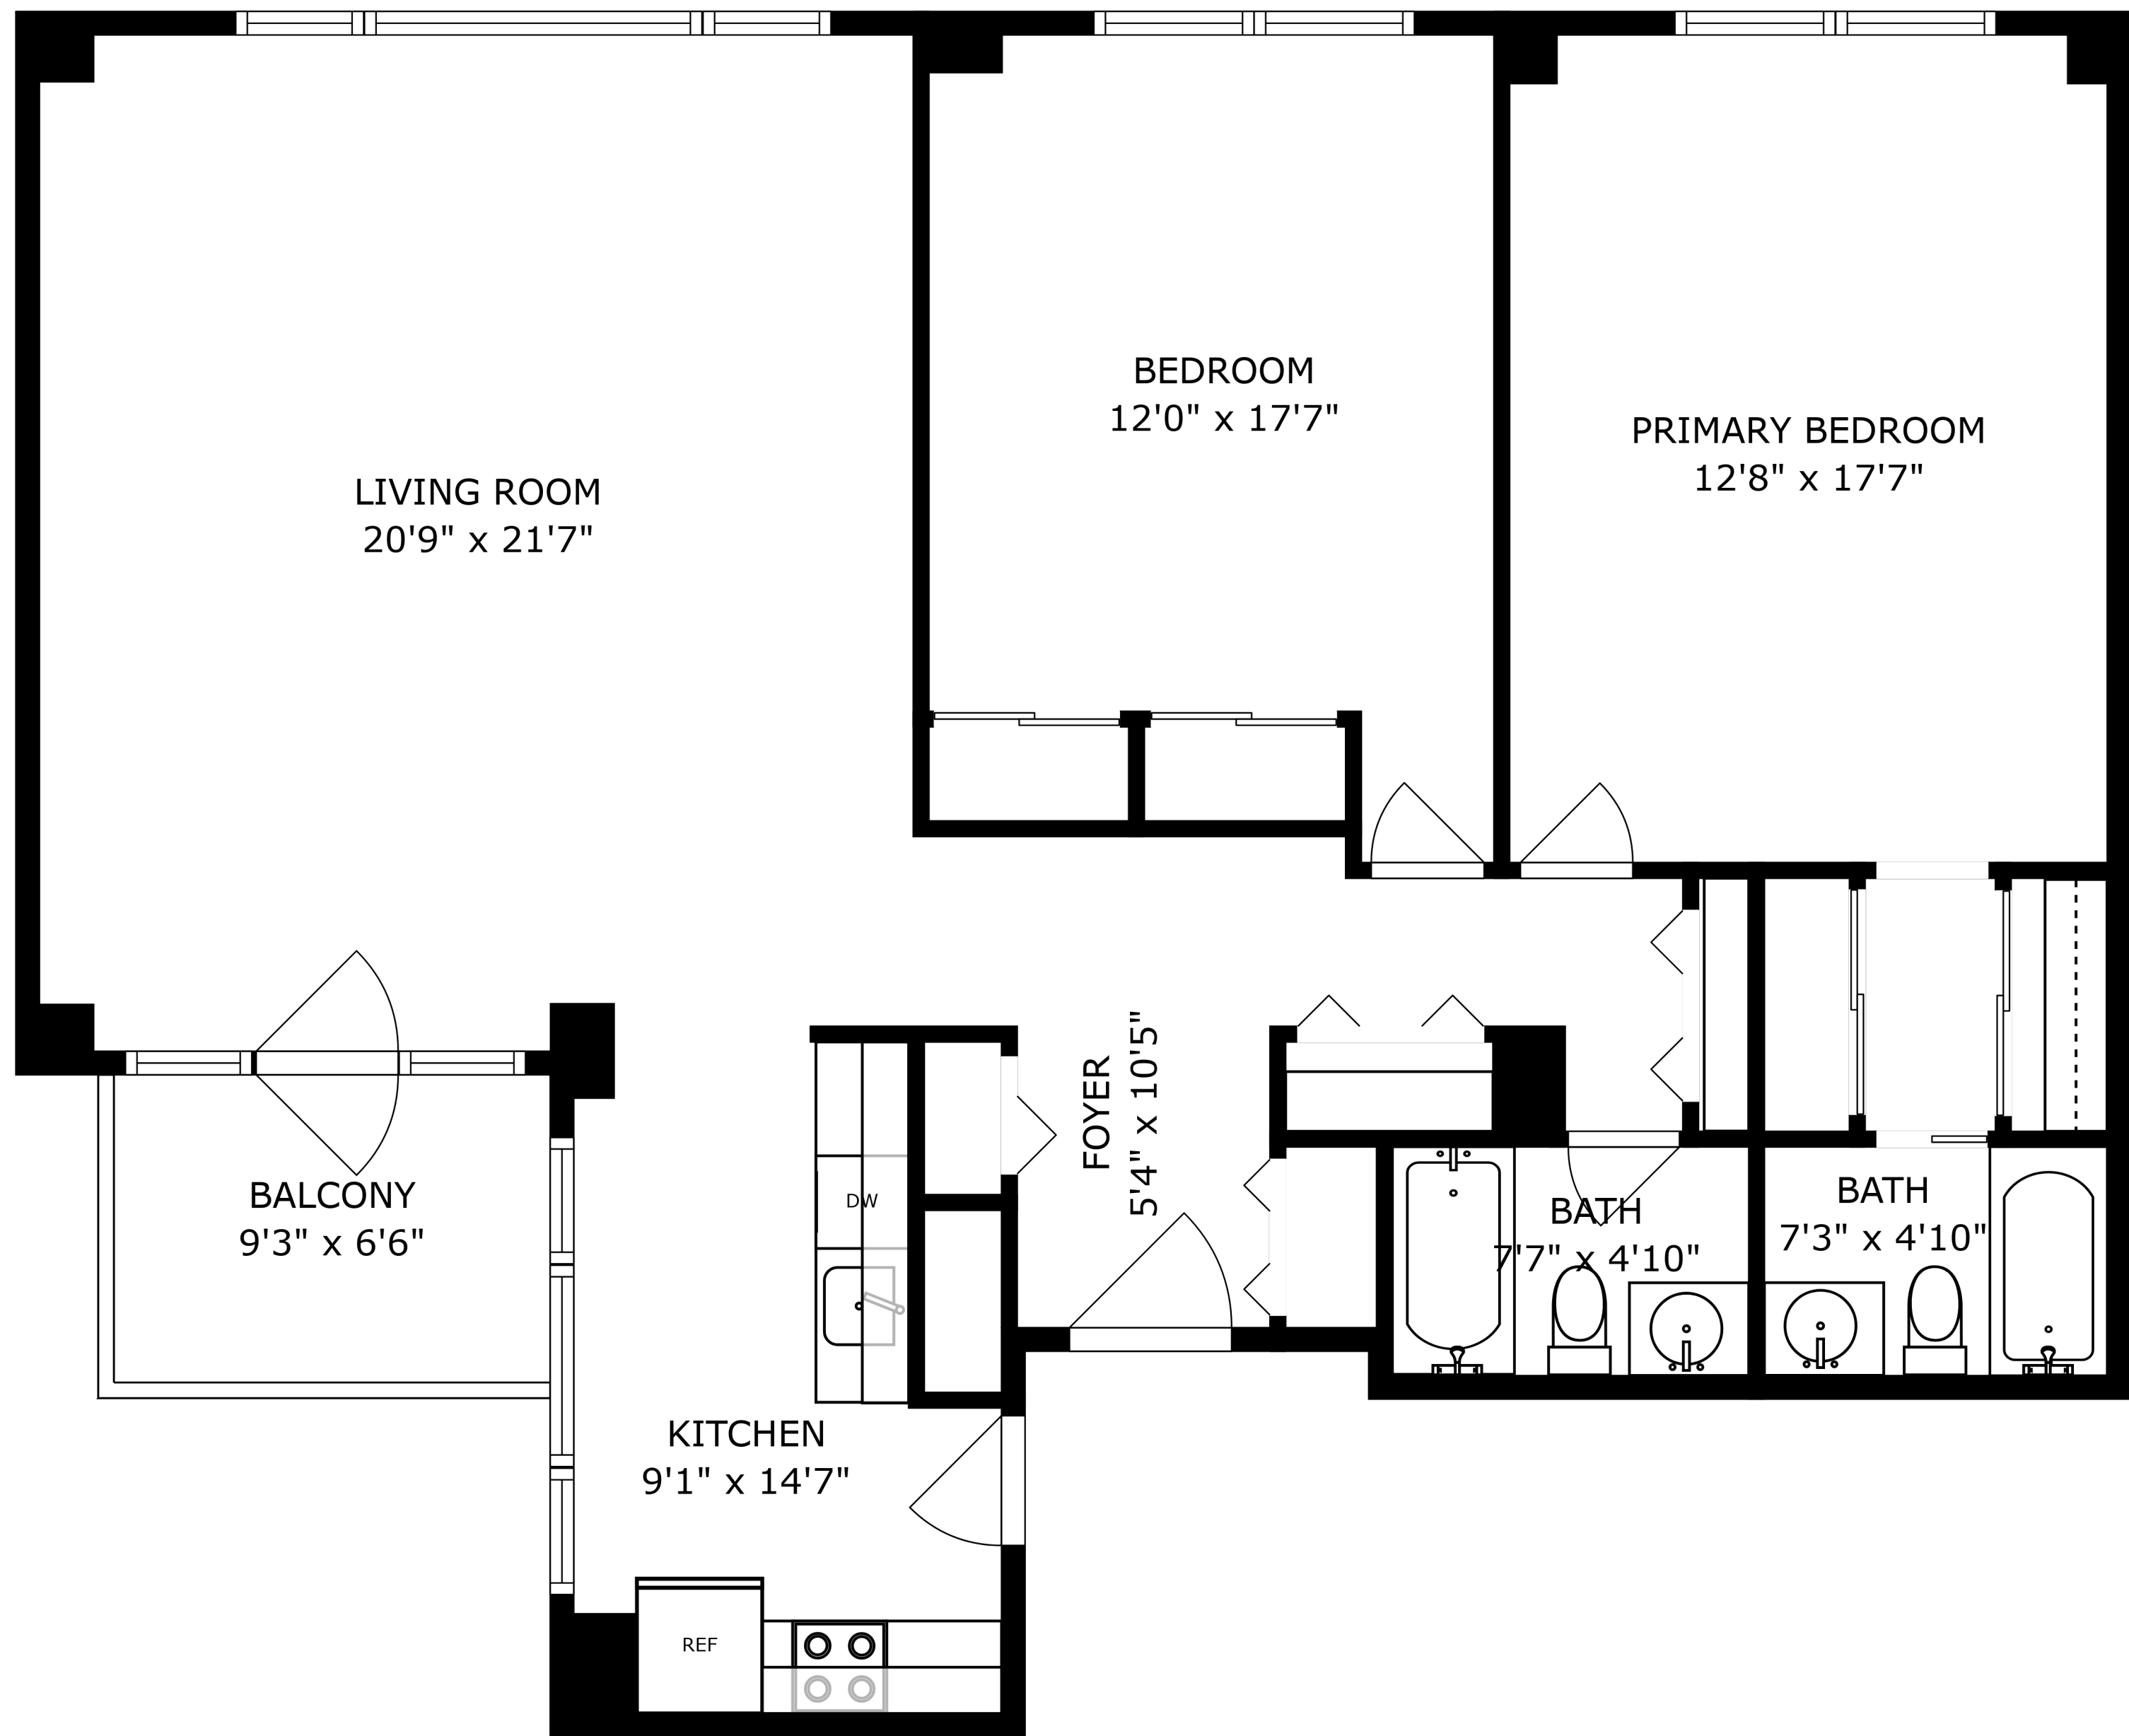 BEDROOM
12'0" x 17'7"
PRIMARY BEDROOM
12'8" x 17'7"
LIVING ROOM
20'9" x 21'7"
FOYER
5'4" x 10'5"
BALCONY
9'3" x 6'6"
DW
BATH
7'7" x 4'10"
BATH
7'3" x 4'10"
KITCHEN
9'1" x 14'7"
REF